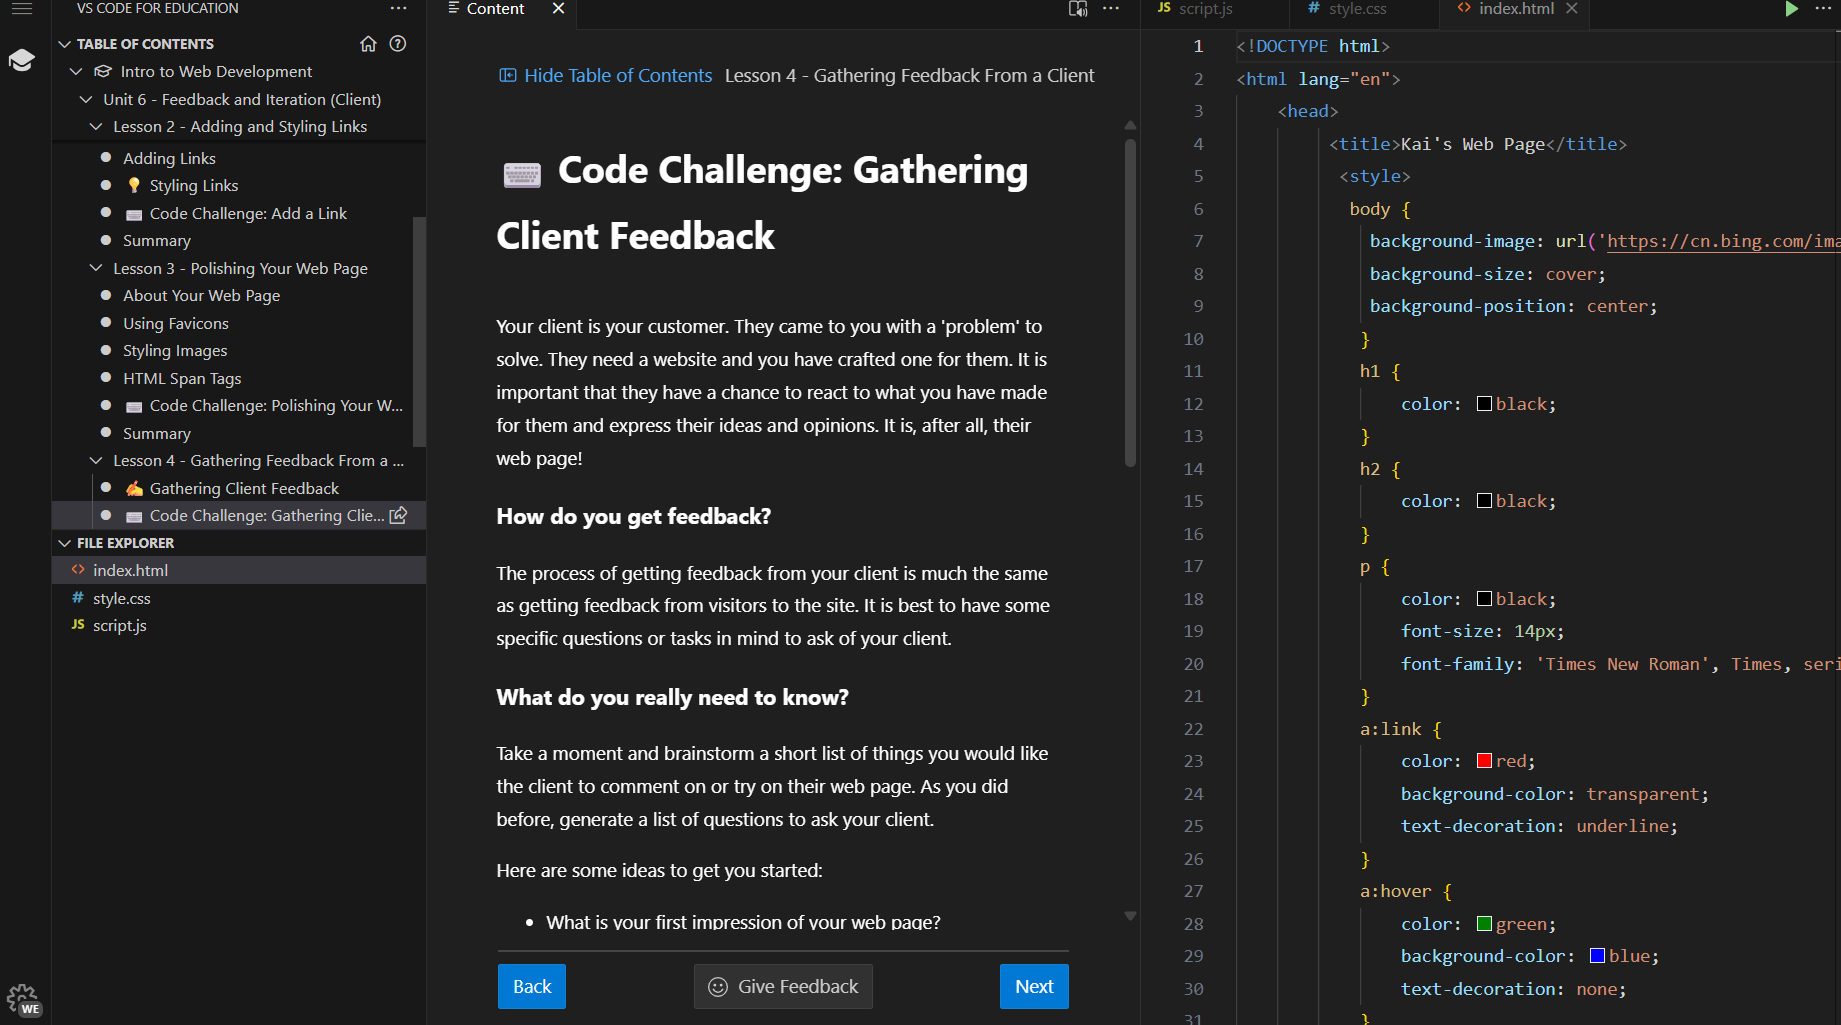 VS CODE FOR EDUCATION
TABLE OF CONTENTS
Intro to Web Development
Unit 6 - Feedback and Iteration (Client)
Lesson 2 - Adding and Styling Links
Adding Links
Styling Links
Code Challenge: Add a Link
Summary
Lesson 3 - Polishing Your Web Page
About Your Web Page
Using Favicons
Styling Images
HTML Span Tags
Code Challenge: Polishing Your W...
Summary
Lesson 4 - Gathering Feedback From a ...
Gathering Client Feedback
Code Challenge: Gathering Clie...
FILE EXPLORER
<> index.html
# style.css
JS script.js
WE
Content
Hide Table of Contents Lesson 4 - Gathering Feedback From a Client
Code Challenge: Gathering
Client Feedback
Your client is your customer. They came to you with a 'problem' to
solve. They need a website and you have crafted one for them. It is
important that they have a chance to react to what you have made
for them and express their ideas and opinions. It is, after all, their
web page!
How do you get feedback?
The process of getting feedback from your client is much the same
as getting feedback from visitors to the site. It is best to have some
specific questions or tasks in mind to ask of your client.
What do you really need to know?
Take a moment and brainstorm a short list of things you would like
the client to comment on or try on their web page. As you did
before, generate a list of questions to ask your client.
Here are some ideas to get you started:
• What is your first impression of your web page?
Back
Give Feedback
Next
JS script.js
# style.css
<> index.html
1 <!DOCTYPE html>
2 <html lang="en">
3 <head>
4 <title>Kai's Web Page</title>
5 <style>
6 body {
7 background-image: url('https://cn.bing.com/ima
8 background-size: cover;
9 background-position: center;
10 }
11 h1 {
12 color: black;
13 }
14 h2 {
15 color: black;
16 }
17 p {
18 color: black;
19 font-size: 14px;
20 font-family: 'Times New Roman', Times, seri
21 }
22 a:link {
23 color: red;
24 background-color: transparent;
25 text-decoration: underline;
26 }
27 a:hover {
28 color: green;
29 background-color: blue;
30 text-decoration: none;
31 }